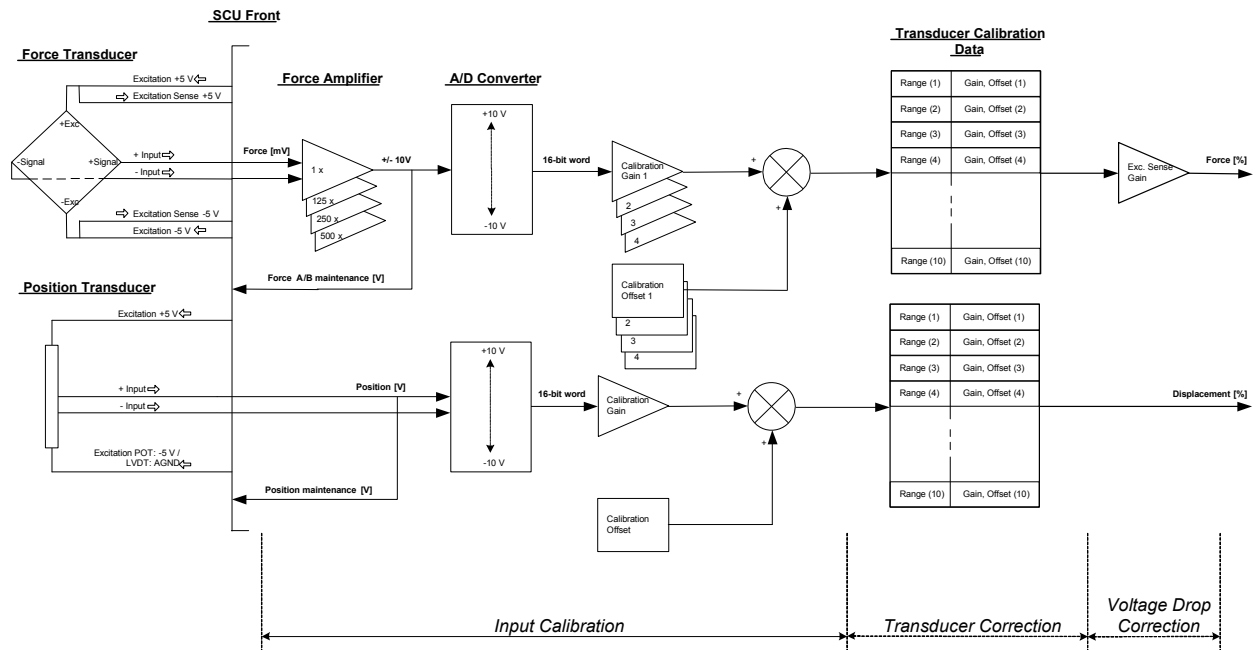 SCU Front
Force Transducer
Excitation +5 V
Excitation Sense +5 V
+Exc
-Signal
+Signal
-Exc
+ Input
- Input
Excitation Sense -5 V
Excitation -5 V
Force [mV]
Force Amplifier
1 x
125 x
250 x
500 x
+/- 10V
Force A/B maintenance [V]
A/D Converter
+10 V
-10 V
16-bit word
Calibration
Gain 1
2
3
4
+
+
Calibration
Offset 1
2
3
4
Transducer Calibration
Data
Range (1) Gain, Offset (1)
Range (2) Gain, Offset (2)
Range (3) Gain, Offset (3)
Range (4) Gain, Offset (4)
Range (10) Gain, Offset (10)
Exc. Sense
Gain
Force [%]
Position Transducer
Excitation +5 V
+ Input
- Input
Excitation POT: -5 V /
LVDT: AGND
Position [V]
Position maintenance [V]
+10 V
-10 V
16-bit word
Calibration
Gain
+
+
Calibration
Offset
Range (1) Gain, Offset (1)
Range (2) Gain, Offset (2)
Range (3) Gain, Offset (3)
Range (4) Gain, Offset (4)
Range (10) Gain, Offset (10)
Displacement [%]
Input Calibration
Transducer Correction
Voltage Drop
Correction